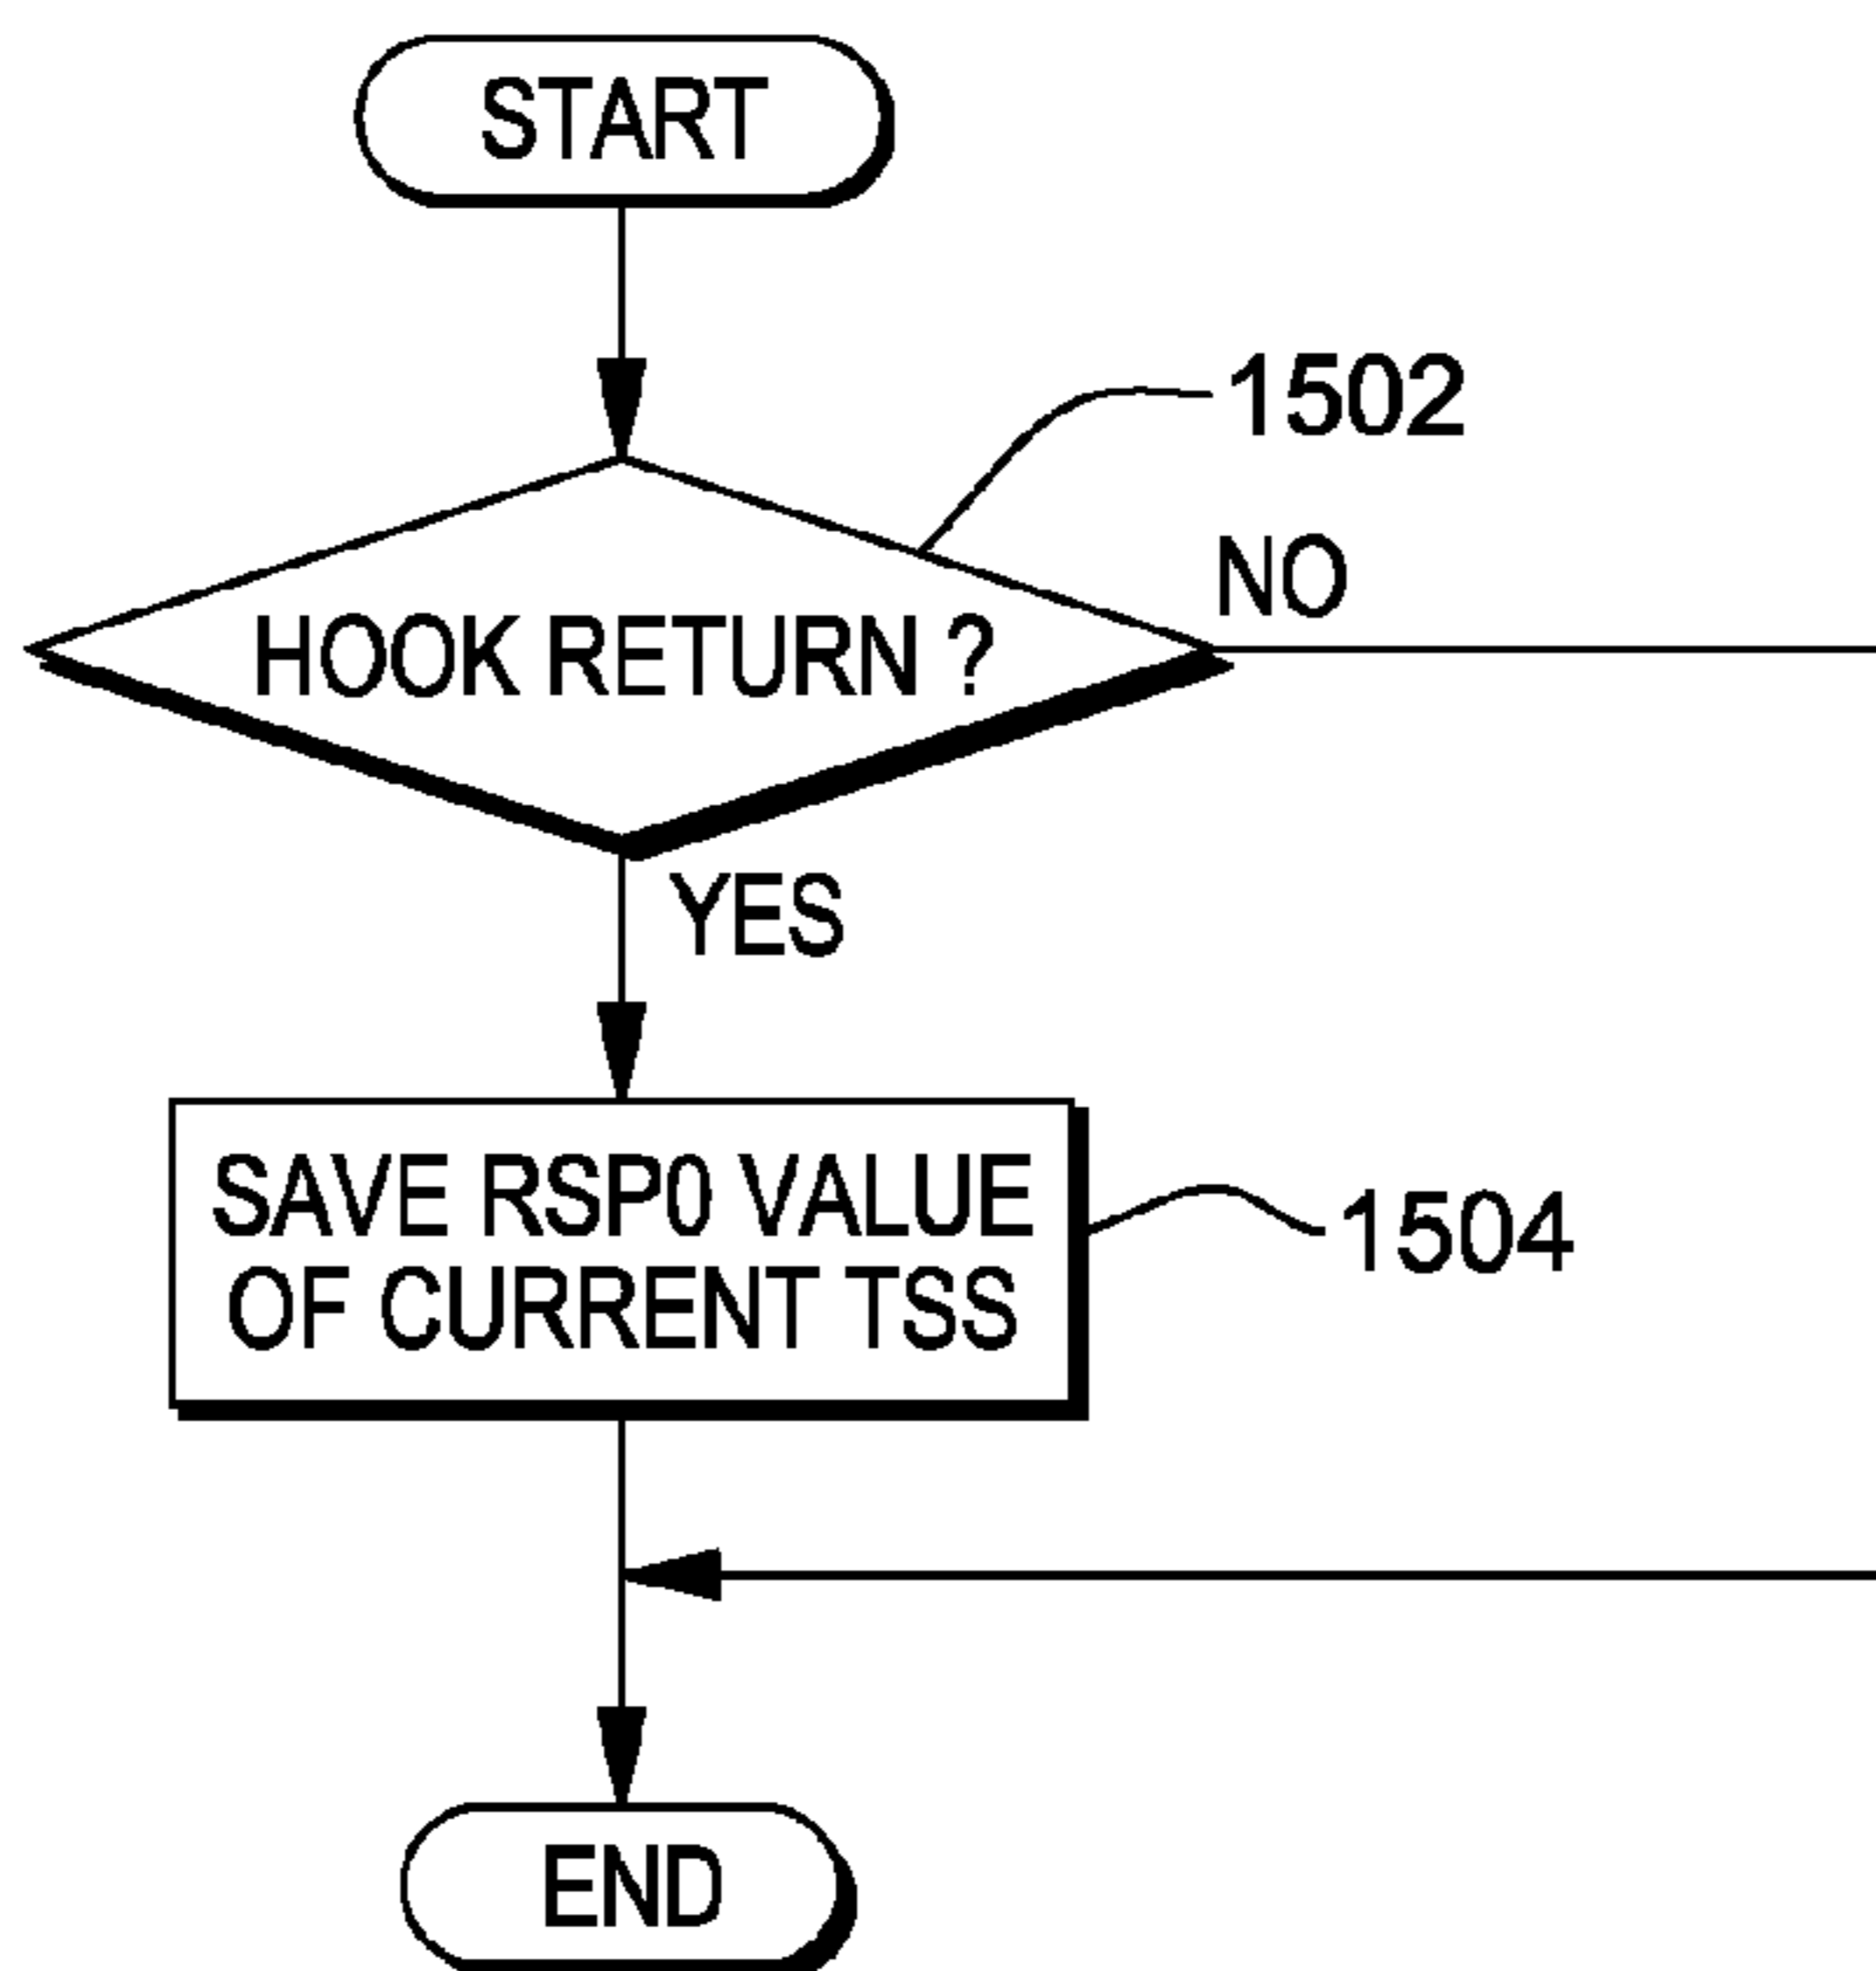 START
1502
NO
HOOK RETURN ?
YES
SAVE RSP0 VALUE
OF CURRENT TSS
1504
END